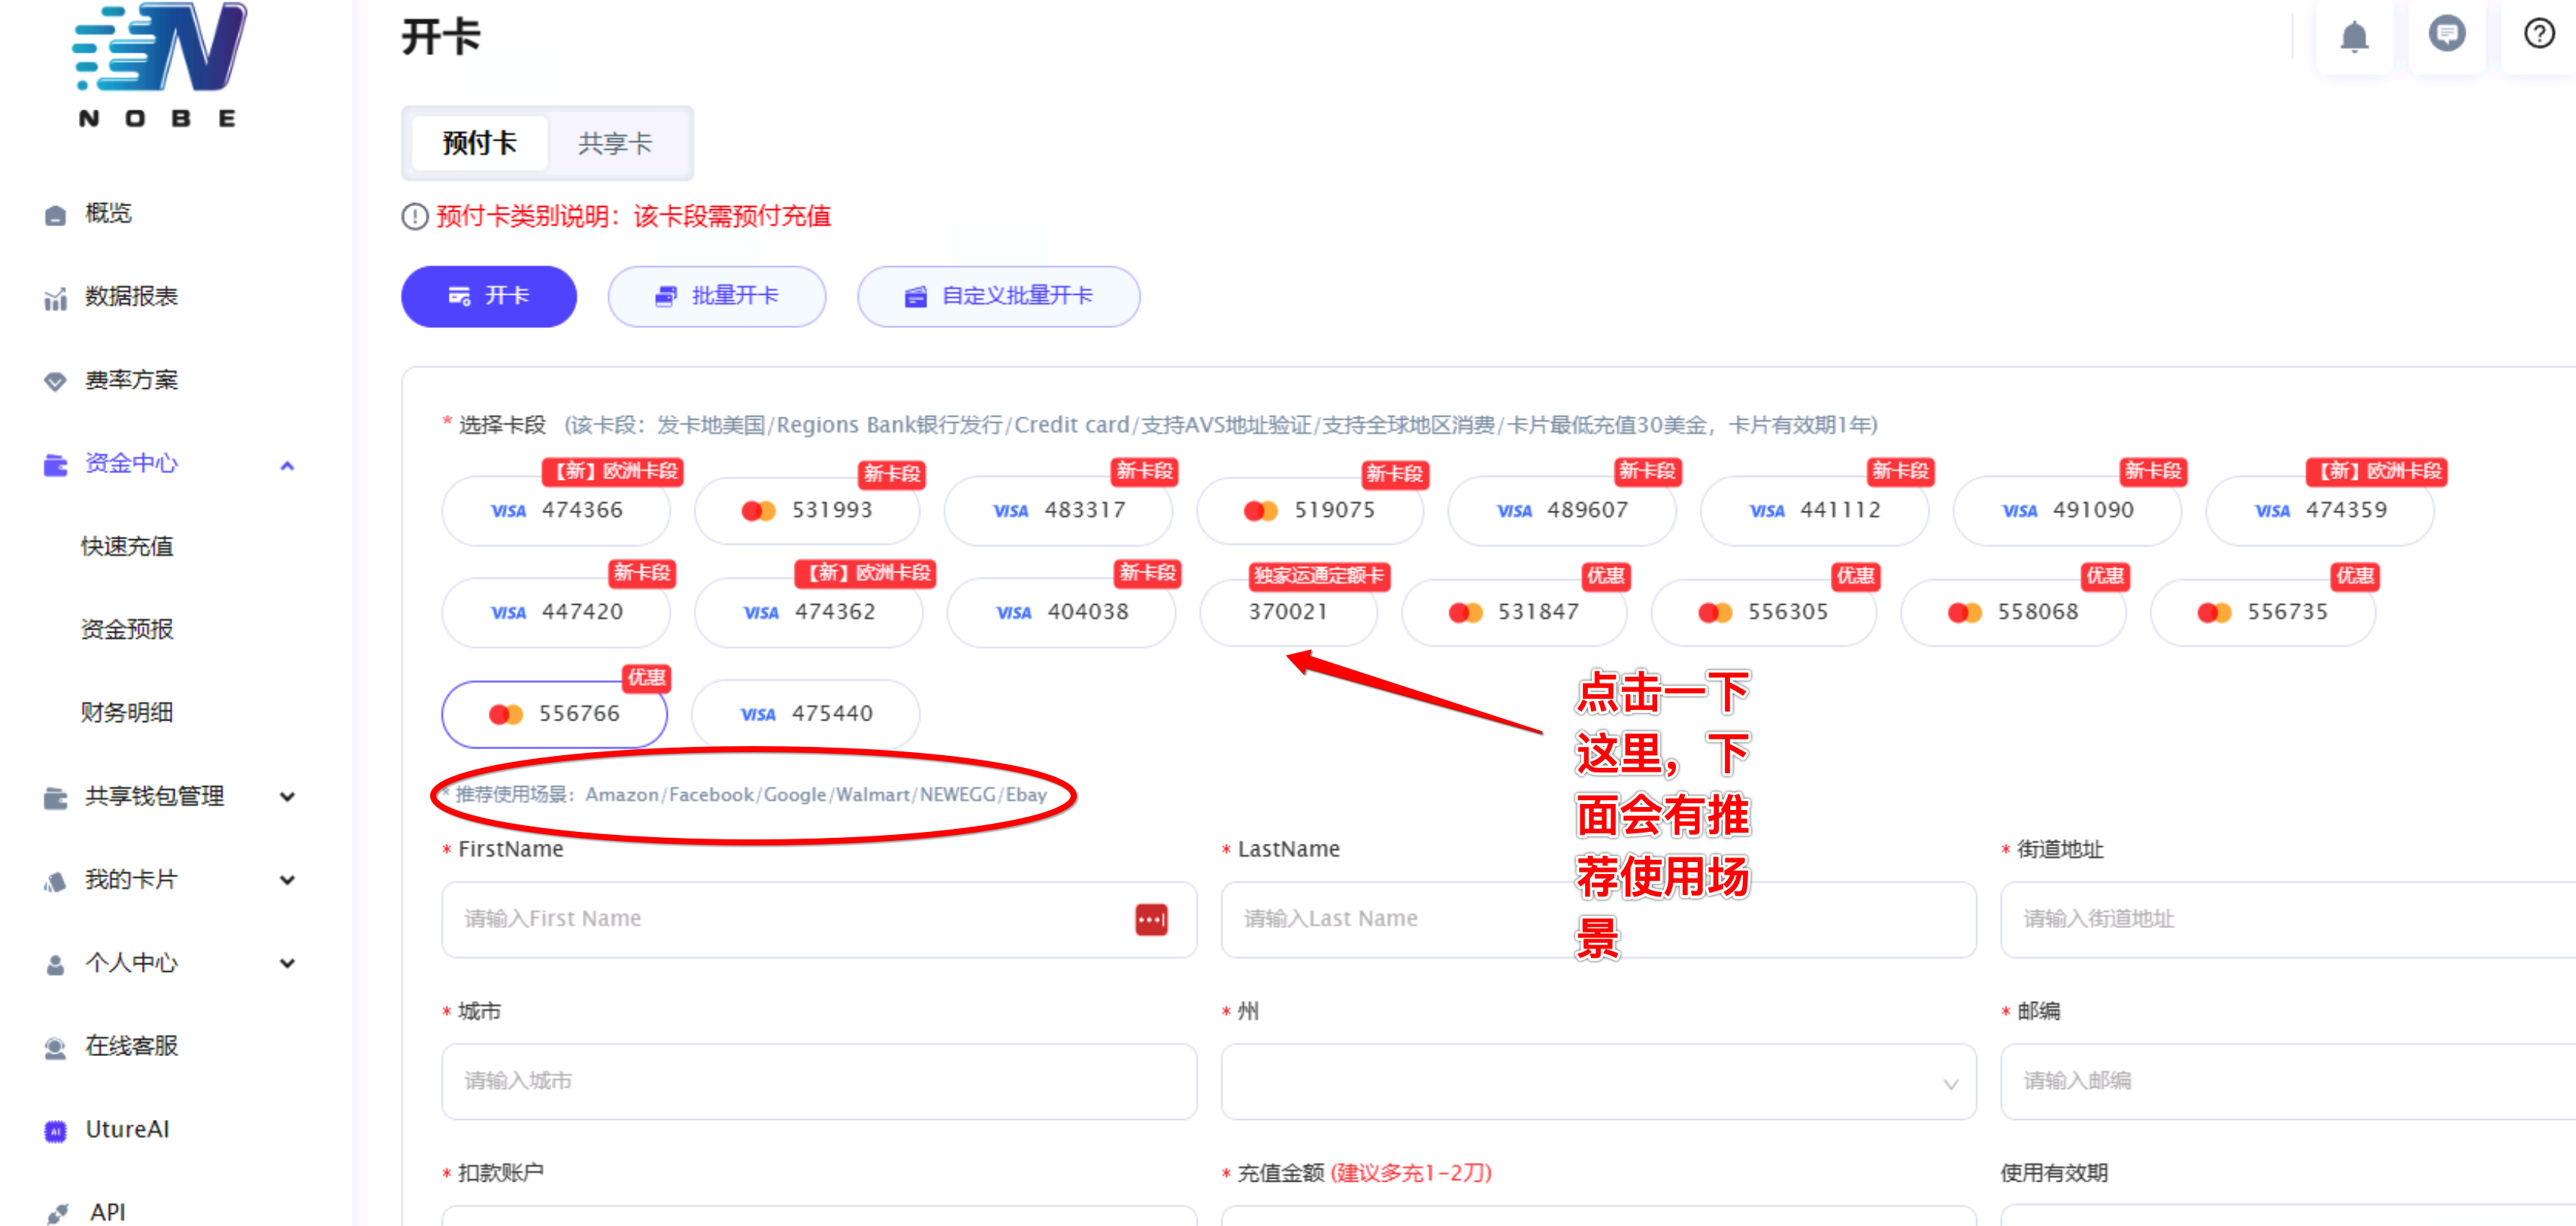 NOBE
概览
数据报表
费率方案
资金中心
快速充值
资金预报
财务明细
共享钱包管理
我的卡片
个人中心
在线客服
UtureAI
API
开卡
预付卡 共享卡
预付卡类别说明：该卡段需预付充值
开卡 批量开卡 自定义批量开卡
* 选择卡段 (该卡段：发卡地美国/Regions Bank银行发行/Credit card/支持AVS地址验证/支持全球地区消费/卡片最低充值30美金，卡片有效期1年)
【新】欧洲卡段 新卡段 新卡段 新卡段 新卡段 新卡段 新卡段 【新】欧洲卡段
VISA 474366 531993 VISA 483317 519075 VISA 489607 VISA 441112 VISA 491090 VISA 474359
新卡段 【新】欧洲卡段 新卡段 独家运通定额卡 优惠 优惠 优惠 优惠
VISA 447420 VISA 474362 VISA 404038 370021 531847 556305 558068 556735
优惠
556766 VISA 475440
点击一下
这里，下
面会有推
荐使用场
景
* 推荐使用场景：Amazon/Facebook/Google/Walmart/NEWEGG/Ebay
* FirstName * LastName * 街道地址
请输入First Name 请输入Last Name 请输入街道地址
* 城市 * 州 * 邮编
请输入城市 请输入邮编
* 扣款账户 * 充值金额 (建议多充1-2刀) 使用有效期